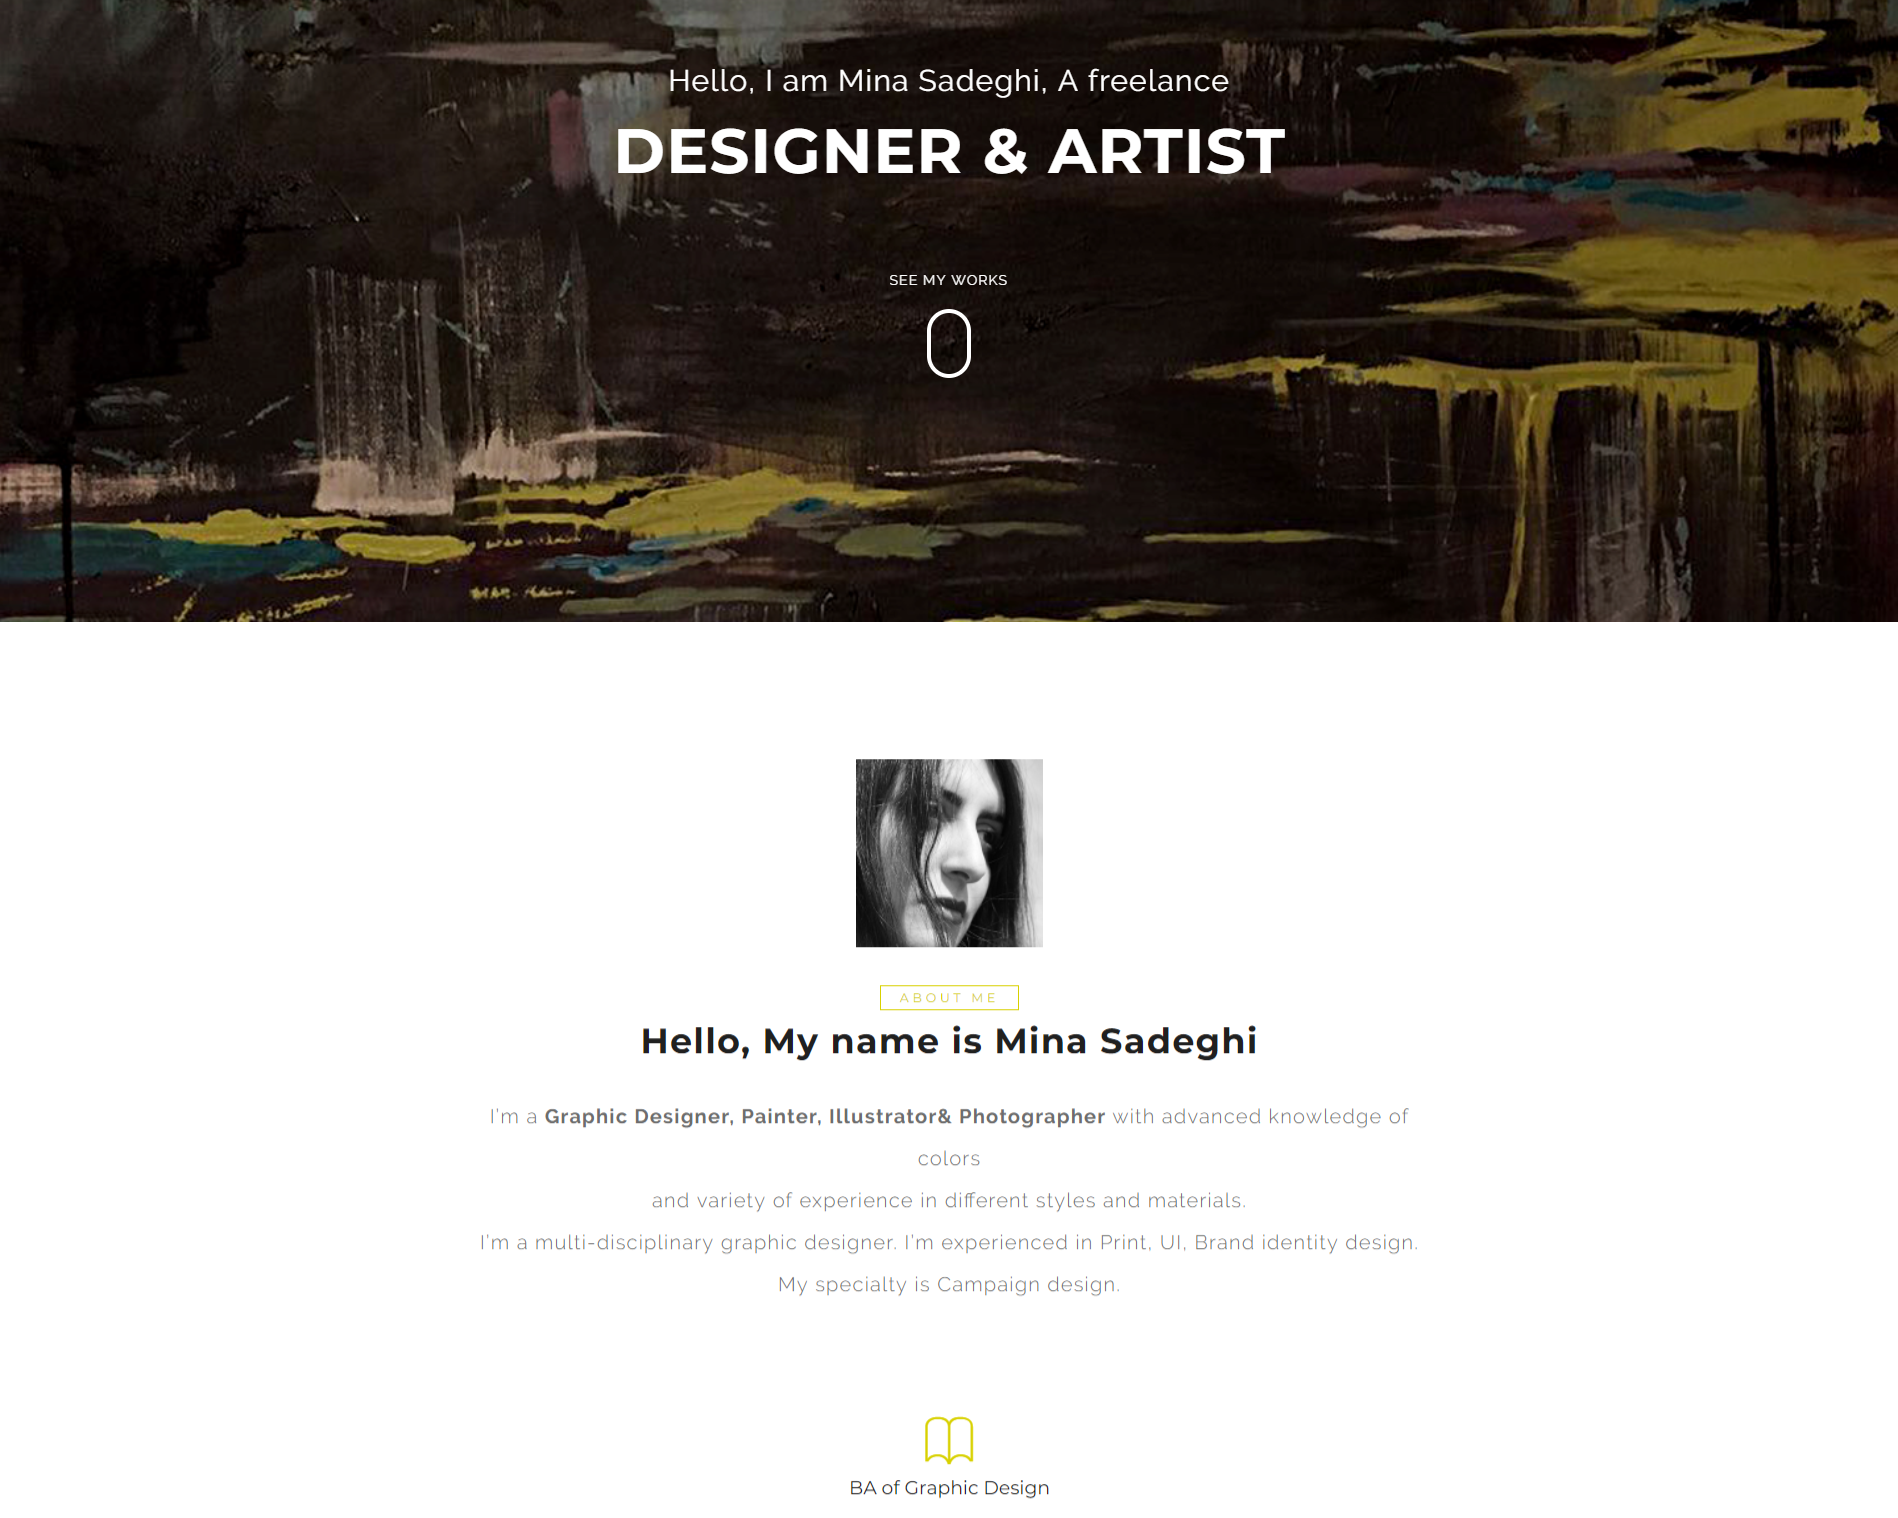 Hello, I am Mina Sadeghi, A freelance
DESIGNER & ARTIST
SEE MY WORKS
ABOUT ME
Hello, My name is Mina Sadeghi
I'm a Graphic Designer, Painter, Illustrator& Photographer with advanced knowledge of
colors
and variety of experience in different styles and materials.
I'm a multi-disciplinary graphic designer. I'm experienced in Print, UI, Brand identity design.
My specialty is Campaign design.
BA of Graphic Design